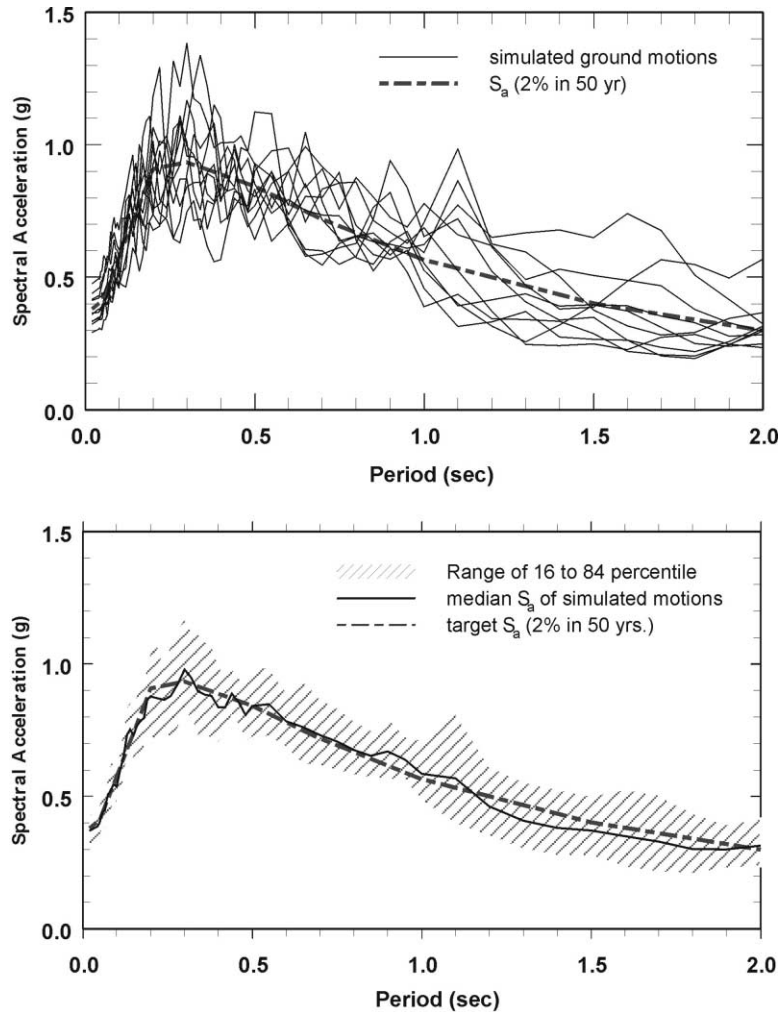 1.5
simulated ground motions
Sa (2% in 50 yr)
1.0
Spectral Acceleration (g)
0.5
0.0
0.0 0.5 1.0 1.5 2.0
Period (sec)
1.5
Range of 16 to 84 percentile
median Sa of simulated motions
target Sa (2% in 50 yrs.)
1.0
Spectral Acceleration (g)
0.5
0.0
0.0 0.5 1.0 1.5 2.0
Period (sec)